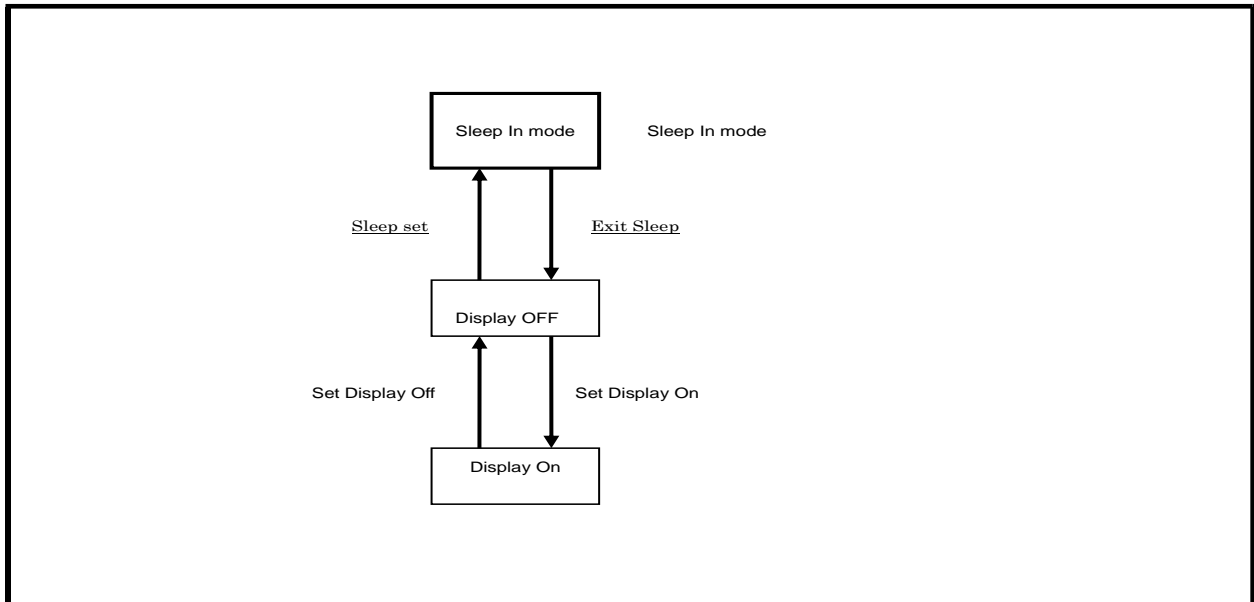 Sleep In mode
Sleep In mode
Sleep set
Exit Sleep
Display OFF
Set Display Off
Set Display On
Display On